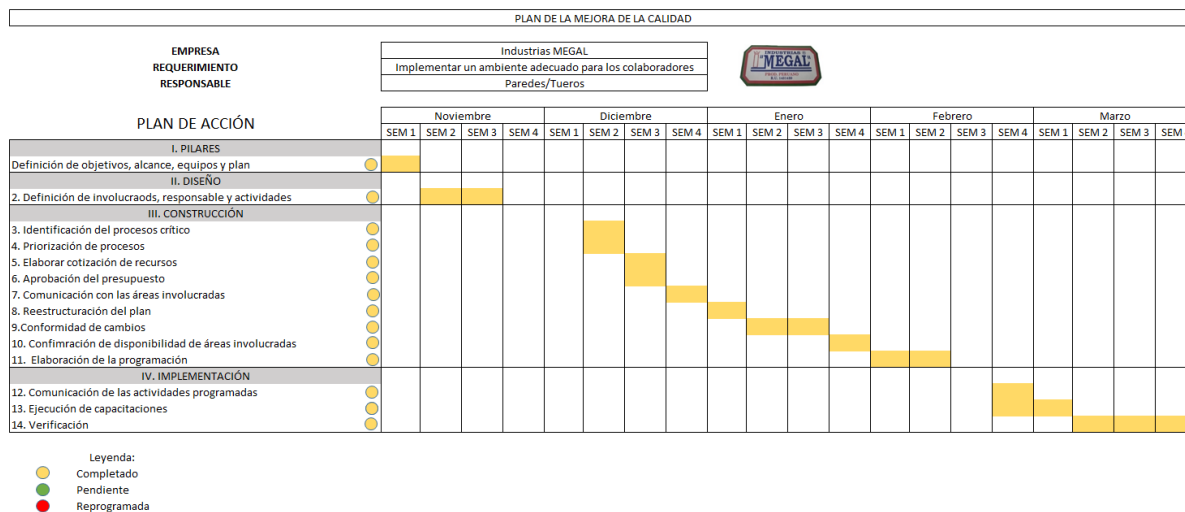 PLAN DE LA MEJORA DE LA CALIDAD
EMPRESA Industrias MEGAL
REQUERIMIENTO Implementar un ambiente adecuado para los colaboradores
RESPONSABLE Paredes/Tueros
INDUSTRIAS
"MEGAL"
PLAN DE ACCIÓN
Noviembre Diciembre Enero Febrero Marzo
SEM 1 SEM 2 SEM 3 SEM 4 SEM 1 SEM 2 SEM 3 SEM 4 SEM 1 SEM 2 SEM 3 SEM 4 SEM 1 SEM 2 SEM 3 SEM 4 SEM 1 SEM 2 SEM 3 SEM
I. PILARES
Definición de objetivos, alcance, equipos y plan
II. DISEÑO
2. Definición de involucraods, responsable y actividades
III. CONSTRUCCIÓN
3. Identificación del procesos crítico
4. Priorización de procesos
5. Elaborar cotización de recursos
6. Aprobación del presupuesto
7. Comunicación con las áreas involucradas
8. Reestructuración del plan
9.Conformidad de cambios
10. Confimración de disponibilidad de áreas involucradas
11. Elaboración de la programación
IV. IMPLEMENTACIÓN
12. Comunicación de las actividades programadas
13. Ejecución de capacitaciones
14. Verificación
Leyenda:
Completado
Pendiente
Reprogramada